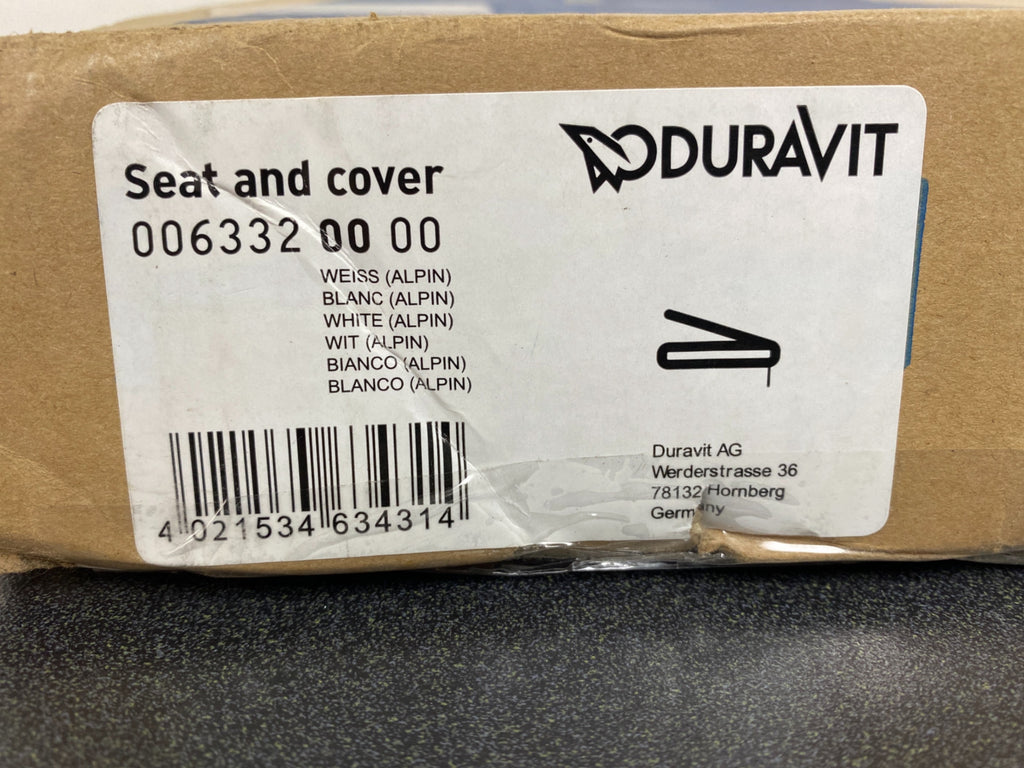 Seat and cover
006332 00 00
WEISS (ALPIN)
BLANC (ALPIN)
WHITE (ALPIN)
WIT (ALPIN)
BIANCO (ALPIN)
BLANCO (ALPIN)
4 021534 634314
DURAVIT
Duravit AG
Werderstrasse 36
78132 Hornberg
Germany